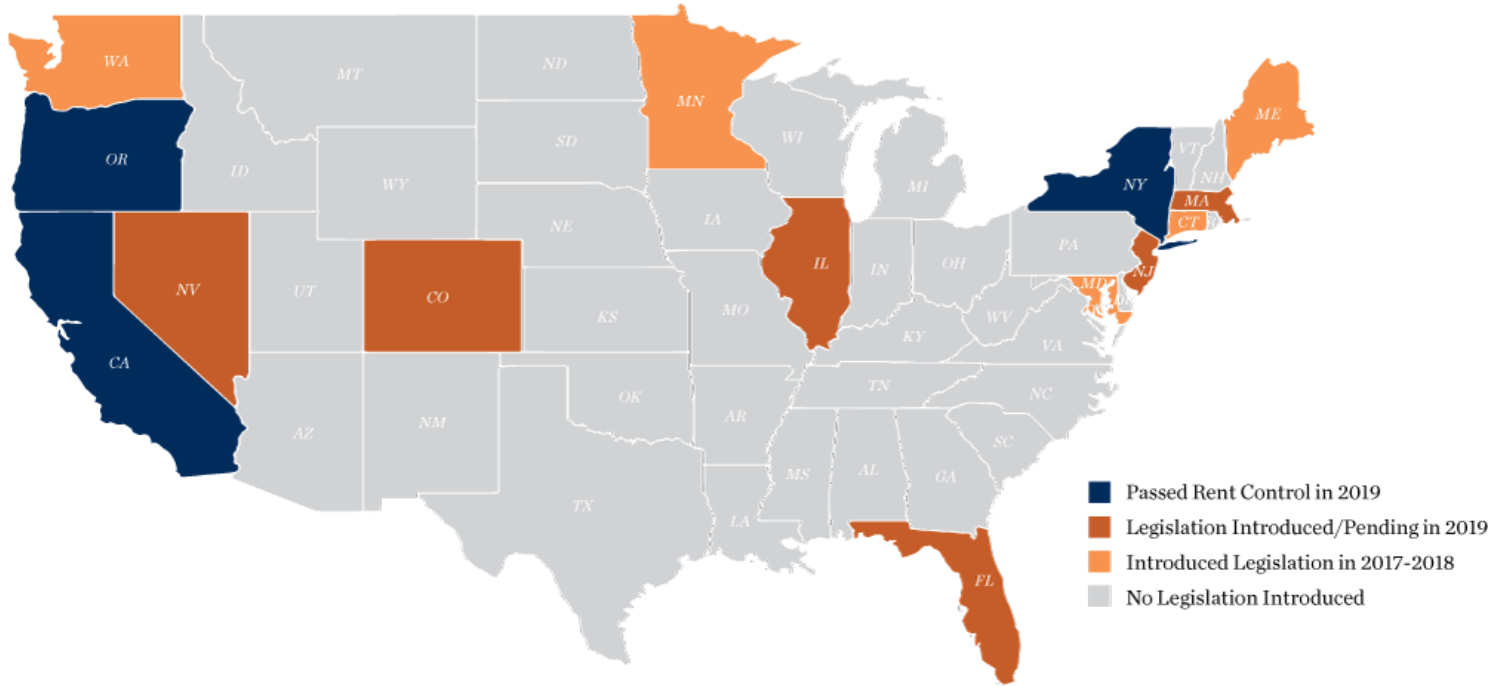 WA
MT
ND
MN
ME
OR
ID
SD
WI
VT
NH
NY
WY
MI
MA
IA
CT
NE
PA
NV
UT
CO
IL
IN
OH
NJ
MD
KS
MO
WV
KY
VA
CA
TN
NC
AZ
NM
OK
AR
SC
MS
AL
GA
TX
LA
FL
Passed Rent Control in 2019
Legislation Introduced/Pending in 2019
Introduced Legislation in 2017-2018
No Legislation Introduced